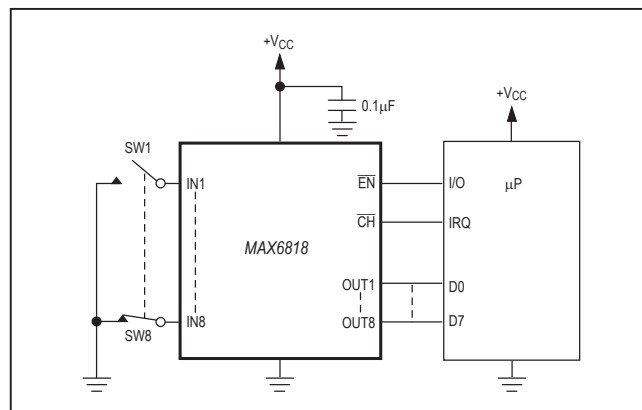 +VCC
0.1µF
+VCC
SW1
IN1
EN
I/O
µP
CH
IRQ
MAX6818
OUT1
D0
OUT8
D7
IN8
SW8